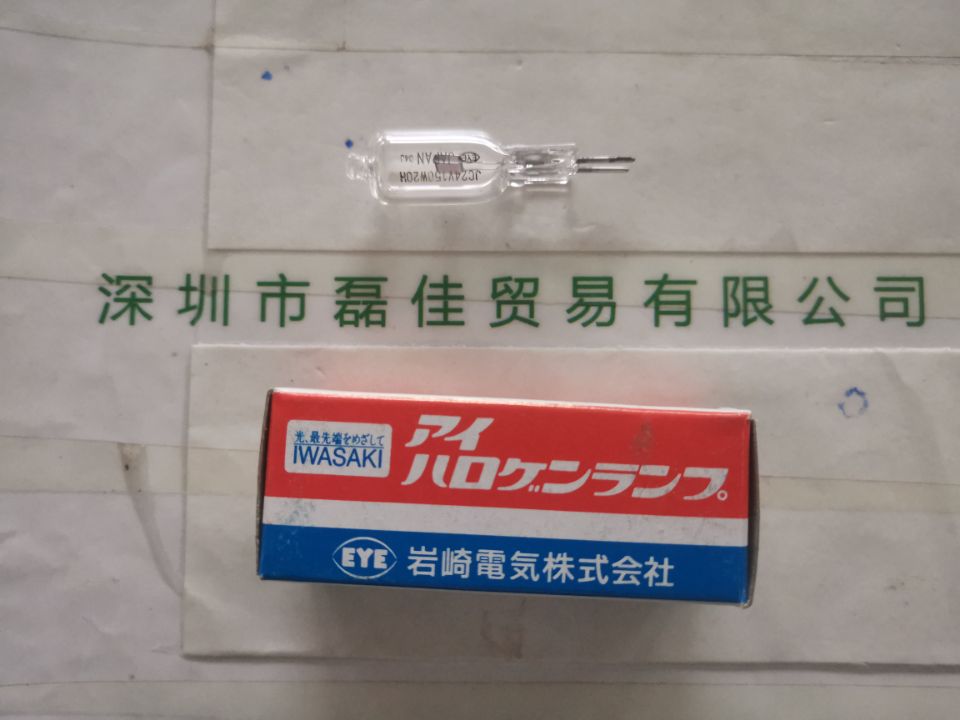 EYE JAPAN 04J
JC24V150W20H
深圳市磊佳贸易有限公司
光、最先端をめざして
IWASAKI
アイ
ハロゲンランプ。
EYE 岩崎電気株式会社